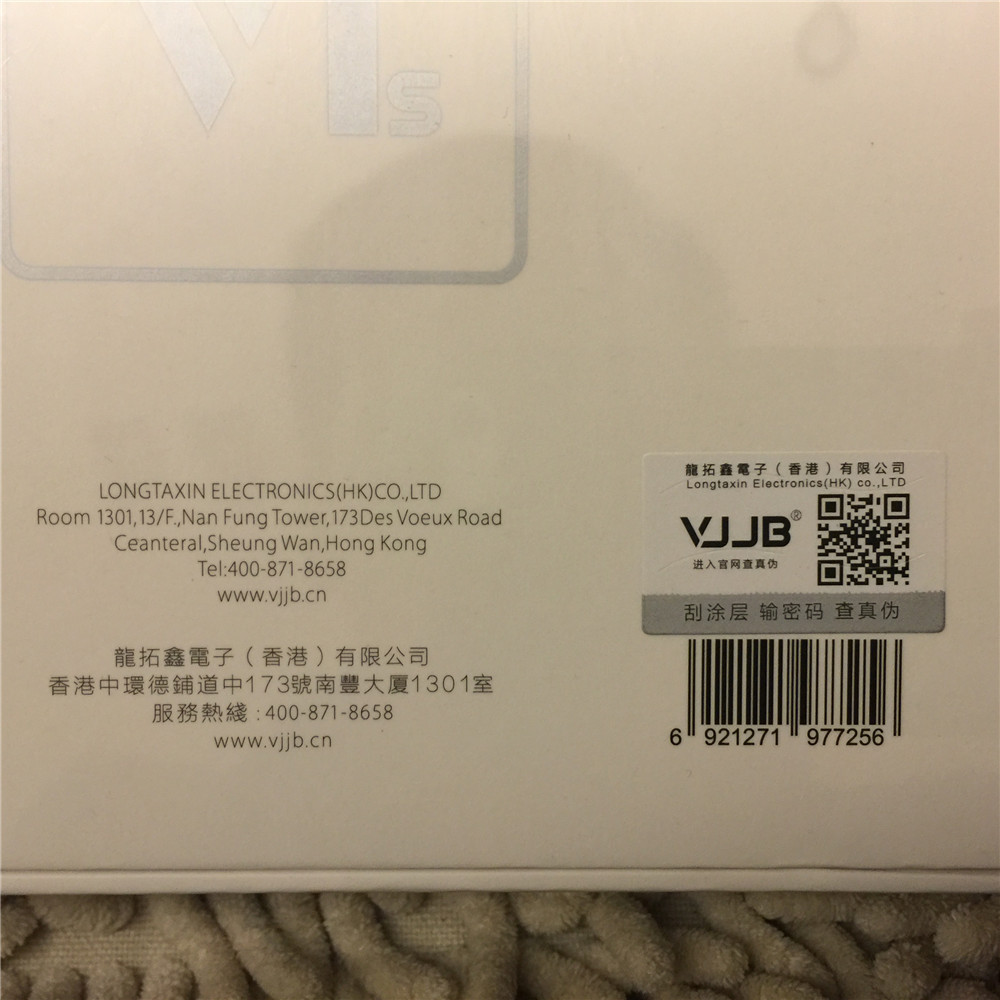 V1s
LONGTAXIN ELECTRONICS(HK)CO.,LTD
Room 1301,13/F.,Nan Fung Tower,173Des Voeux Road
Ceanteral,Sheung Wan,Hong Kong
Tel:400-871-8658
www.vjjb.cn
龍拓鑫電子（香港）有限公司
香港中環德鋪道中173號南豐大厦1301室
服務熱綫:400-871-8658
www.vjjb.cn
龍拓鑫電子（香港）有限公司
Longtaxin Electronics(HK) co.,LTD
VJJB®
进入官网查真伪
刮涂层 输密码 查真伪
6 921271 977256